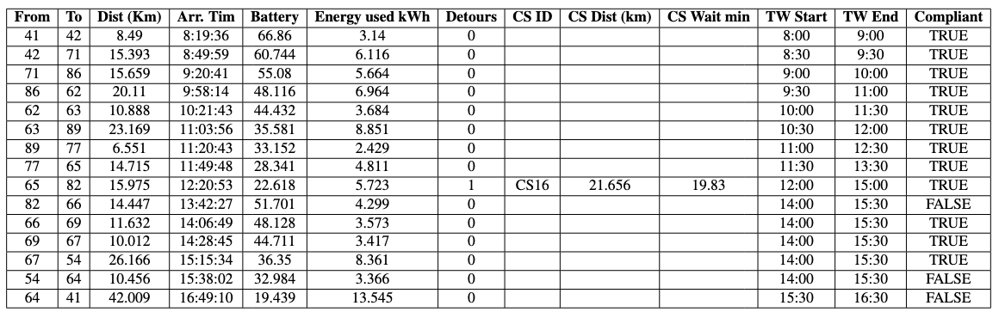 From To Dist (Km) Arr. Tim Battery Energy used kWh Detours CS ID CS Dist (km) CS Wait min TW Start TW End Compliant
41 42 8.49 8:19:36 66.86 3.14 0 8:00 9:00 TRUE
42 71 15.393 8:49:59 60.744 6.116 0 8:30 9:30 TRUE
71 86 15.659 9:20:41 55.08 5.664 0 9:00 10:00 TRUE
86 62 20.11 9:58:14 48.116 6.964 0 9:30 11:00 TRUE
62 63 10.888 10:21:43 44.432 3.684 0 10:00 11:30 TRUE
63 89 23.169 11:03:56 35.581 8.851 0 10:30 12:00 TRUE
89 77 6.551 11:20:43 33.152 2.429 0 11:00 12:30 TRUE
77 65 14.715 11:49:48 28.341 4.811 0 11:30 13:30 TRUE
65 82 15.975 12:20:53 22.618 5.723 1 CS16 21.656 19.83 12:00 15:00 TRUE
82 66 14.447 13:42:27 51.701 4.299 0 14:00 15:30 FALSE
66 69 11.632 14:06:49 48.128 3.573 0 14:00 15:30 TRUE
69 67 10.012 14:28:45 44.711 3.417 0 14:00 15:30 TRUE
67 54 26.166 15:15:34 36.35 8.361 0 14:00 15:30 TRUE
54 64 10.456 15:38:02 32.984 3.366 0 14:00 15:30 FALSE
64 41 42.009 16:49:10 19.439 13.545 0 15:30 16:30 FALSE